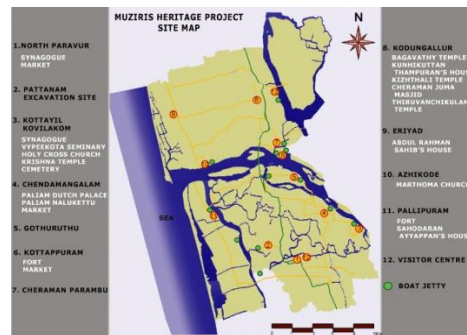 MUZIRIS HERITAGE PROJECT
SITE MAP
N
1.NORTH PARAVUR
SYNAGOGUE
MARKET
2. PATTANAM
EXCAVATION SITE
3. KOTTAYIL
KOVILAKOM
SYNAGOGUE
VYPEEKOTA SEMINARY
HOLY CROSS CHURCH
KRISHNA TEMPLE
CEMETERY
4. CHENDAMANGALAM
PALIAM DUTCH PALACE
PALIAM NALUKETTU
MARKET
5. GOTHURUTHU
6. KOTTAPPURAM
FORT
MARKET
7. CHERAMAN PARAMBU
SEA
8. KODUNGALLUR
BAGAVATHY TEMPLE
KUNHIKUTTAN
THAMPURAN'S HOUSE
KIZHTHALI TEMPLE
CHERAMAN JUMA
MASJID
THIRUVANCHIKULAM
TEMPLE
9. ERIYAD
ABDUL RAHMAN
SAHIB'S HOUSE
10. AZHIKODE
MARTHOMA CHURCH
11. PALLIPURAM
FORT
SAHODARAN
AYYAPPAN'S HOUSE
12. VISITOR CENTRE
BOAT JETTY